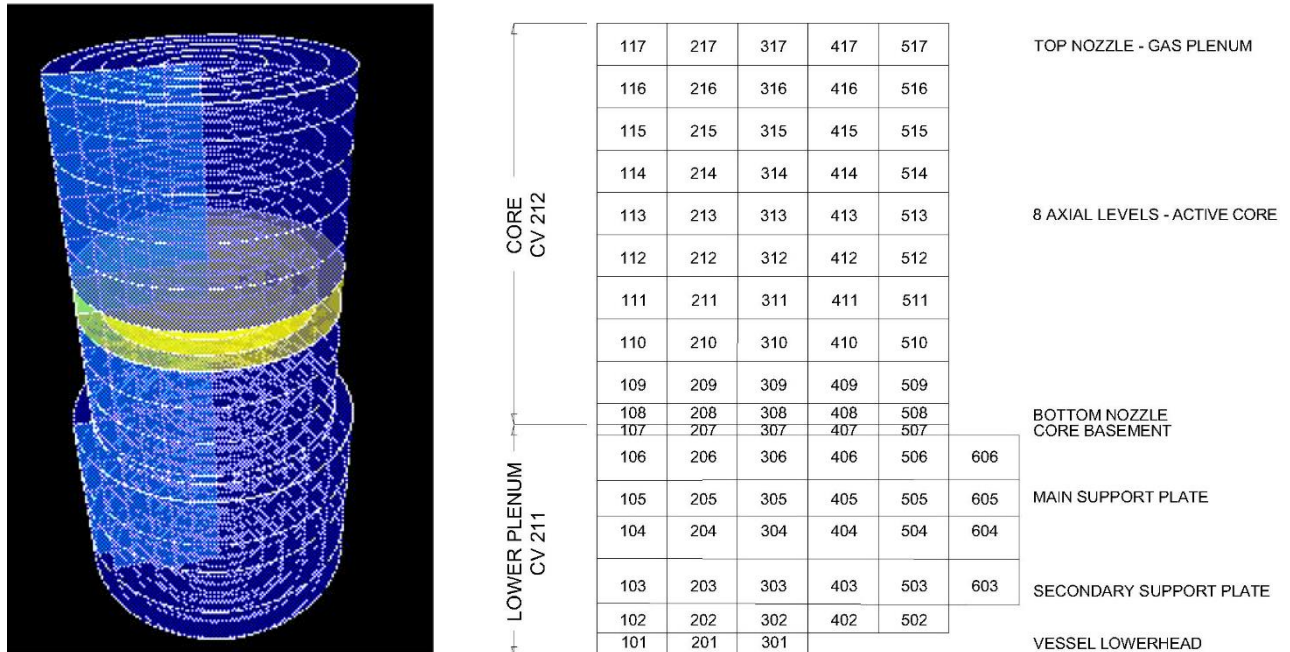 117 217 317 417 517 TOP NOZZLE - GAS PLENUM
116 216 316 416 516
115 215 315 415 515
114 214 314 414 514
113 213 313 413 513 8 AXIAL LEVELS - ACTIVE CORE
CORE
CV 212
112 212 312 412 512
111 211 311 411 511
110 210 310 410 510
109 209 309 409 509
108 208 308 408 508 BOTTOM NOZZLE
107 207 307 407 507 CORE BASEMENT
106 206 306 406 506 606
105 205 305 405 505 605 MAIN SUPPORT PLATE
LOWER PLENUM
CV 211
104 204 304 404 504 604
103 203 303 403 503 603 SECONDARY SUPPORT PLATE
102 202 302 402 502
101 201 301 VESSEL LOWERHEAD